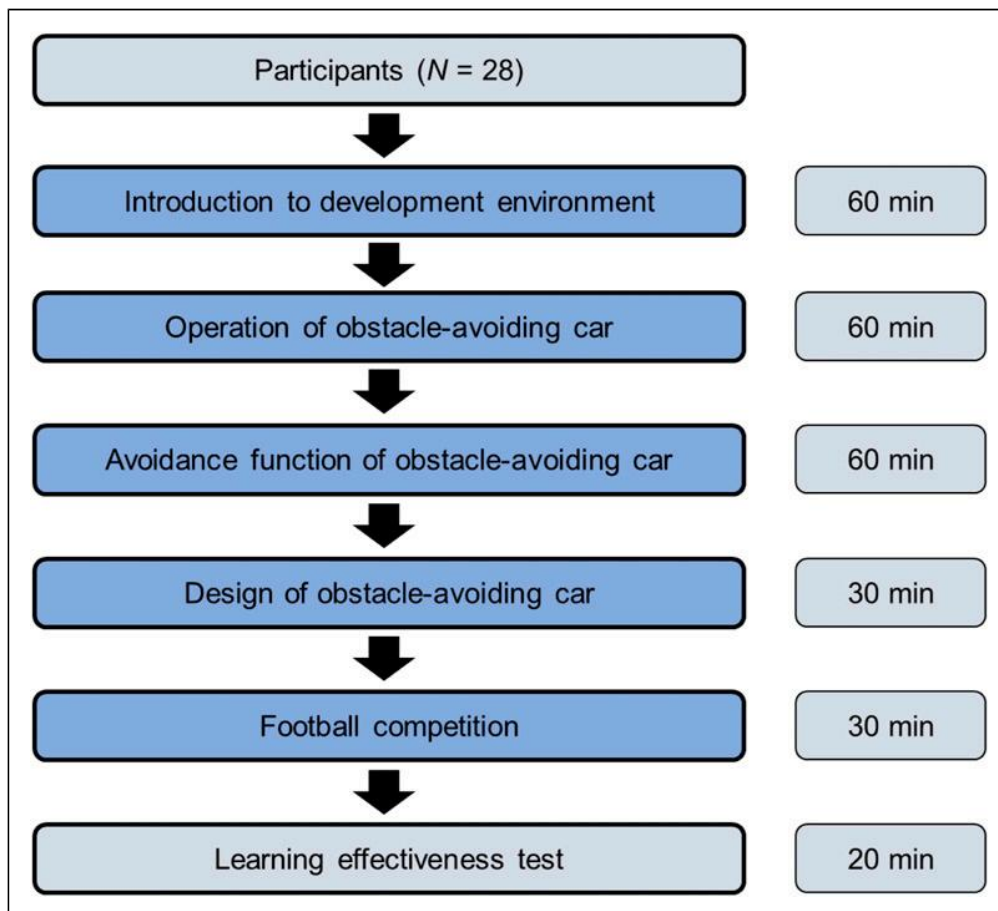 Participants (N = 28)
Introduction to development environment
60 min
Operation of obstacle-avoiding car
60 min
Avoidance function of obstacle-avoiding car
60 min
Design of obstacle-avoiding car
30 min
Football competition
30 min
Learning effectiveness test
20 min